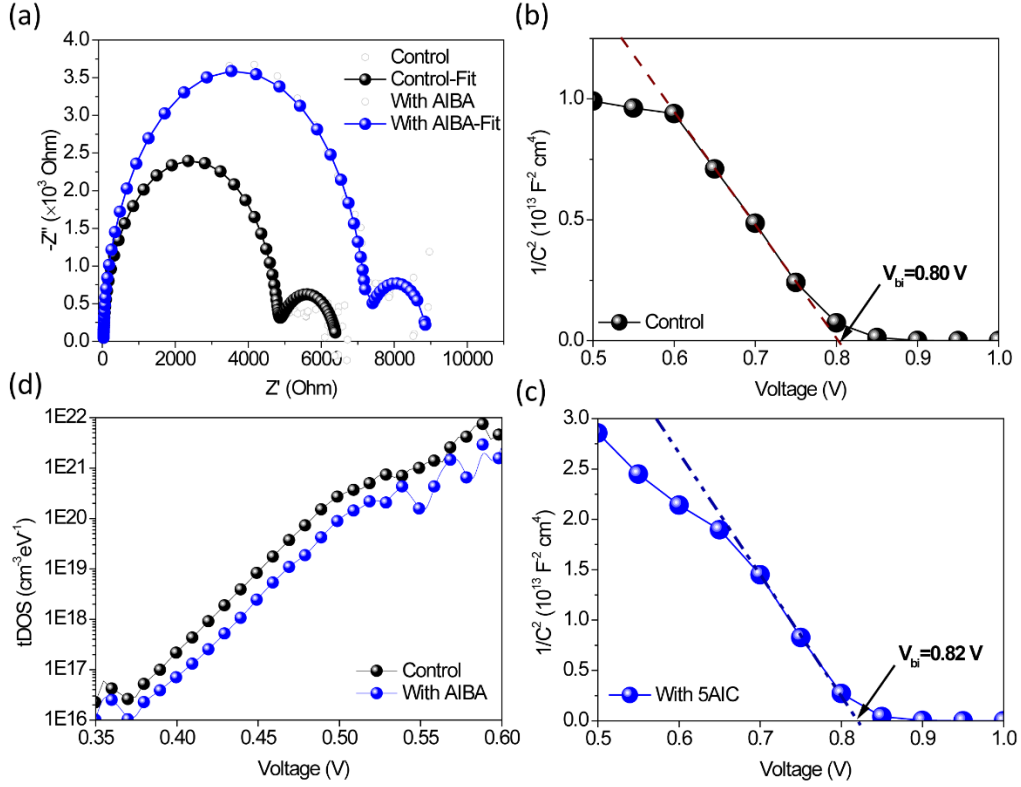 (a)
4.0
3.5
3.0
2.5
2.0
1.5
1.0
0.5
0.0
-Z'' (×10³ Ohm)
0 2000 4000 6000 8000 10000
Z' (Ohm)
Control
Control-Fit
With AIBA
With AIBA-Fit
(b)
1.0
0.5
0.0
1/C² (10¹³ F⁻² cm⁴)
V_bi=0.80 V
Control
0.5 0.6 0.7 0.8 0.9 1.0
Voltage (V)
(d)
1E22
1E21
1E20
1E19
1E18
1E17
1E16
tDOS (cm⁻³eV⁻¹)
Control
With AIBA
0.35 0.40 0.45 0.50 0.55 0.60
Voltage (V)
(c)
3.0
2.5
2.0
1.5
1.0
0.5
0.0
1/C² (10¹³ F⁻² cm⁴)
V_bi=0.82 V
With 5AIC
0.5 0.6 0.7 0.8 0.9 1.0
Voltage (V)